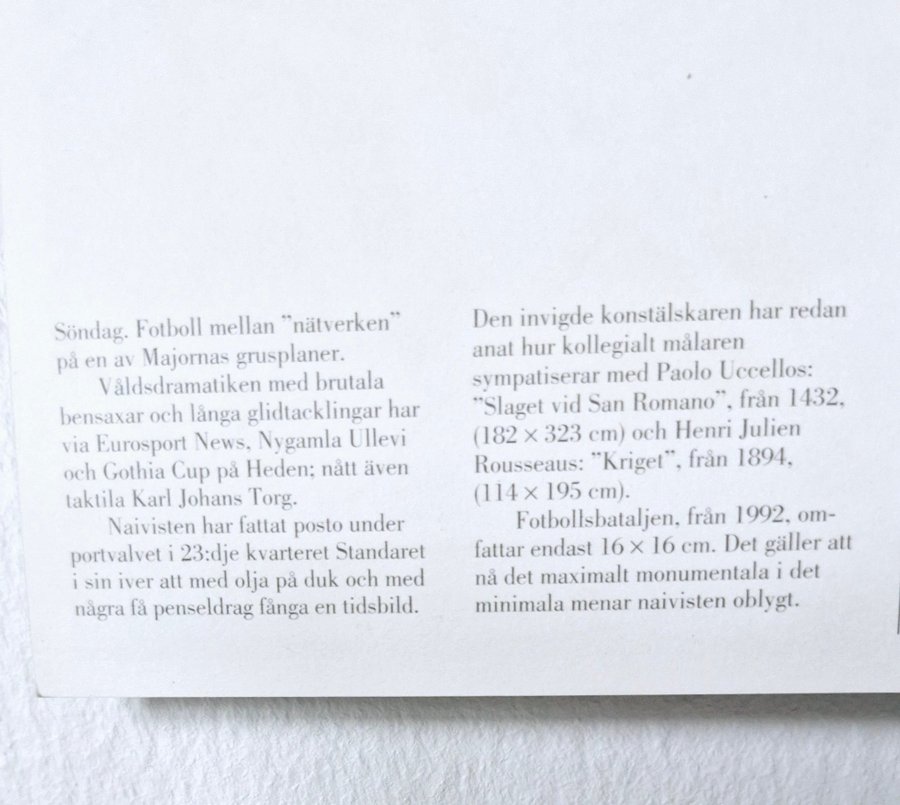 Söndag. Fotboll mellan ”nätverken”
på en av Majornas grusplaner.
Våldsdramatiken med brutala
bensaxar och långa glidtacklingar har
via Eurosport News, Nygamla Ullevi
och Gothia Cup på Heden; nått även
taktila Karl Johans Torg.
Naivisten har fattat posto under
portvalvet i 23:dje kvarteret Standaret
i sin iver att med olja på duk och med
några få penseldrag fånga en tidsbild.
Den invigde konstälskaren har redan
anat hur kollegialt målaren
sympatiserar med Paolo Uccellos:
”Slaget vid San Romano”, från 1432,
(182 × 323 cm) och Henri Julien
Rousseaus: ”Kriget”, från 1894,
(114 × 195 cm).
Fotbollsbataljen, från 1992, om-
fattar endast 16 × 16 cm. Det gäller att
nå det maximalt monumentala i det
minimala menar naivisten oblygt.